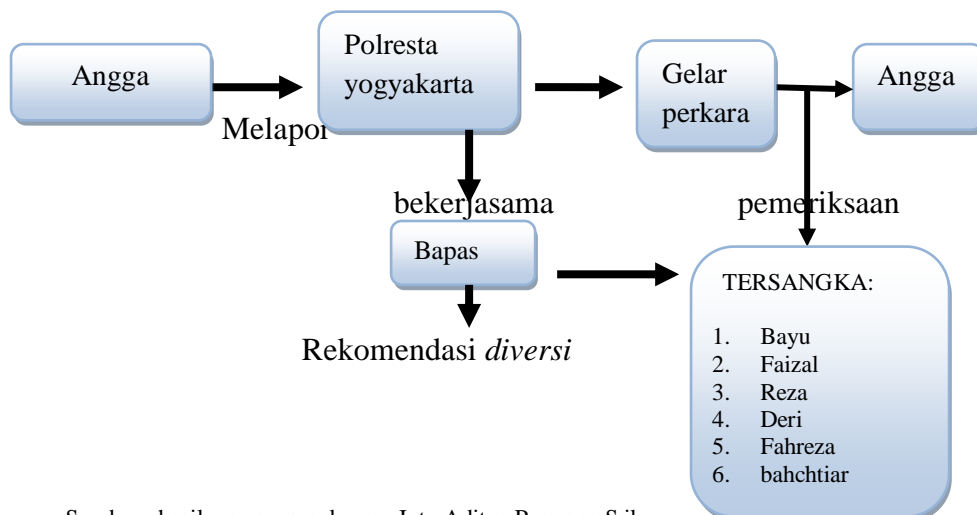 Angga
Polresta
yogyakarta
Gelar
perkara
Angga
Melapor
bekerjasama
pemeriksaan
Bapas
Rekomendasi diversi
TERSANGKA:
1. Bayu
2. Faizal
3. Reza
4. Deri
5. Fahreza
6. bahchtiar